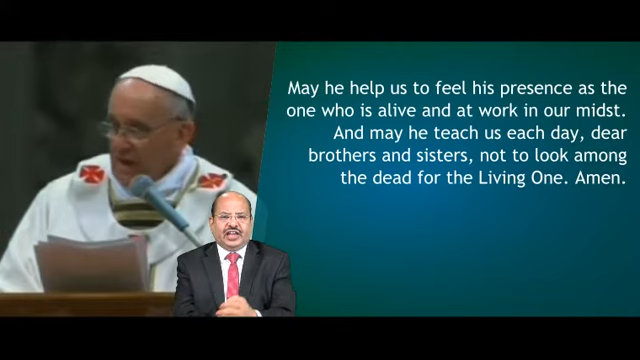 May he help us to feel his presence as the
one who is alive and at work in our midst.
And may he teach us each day, dear
brothers and sisters, not to look among
the dead for the Living One. Amen.